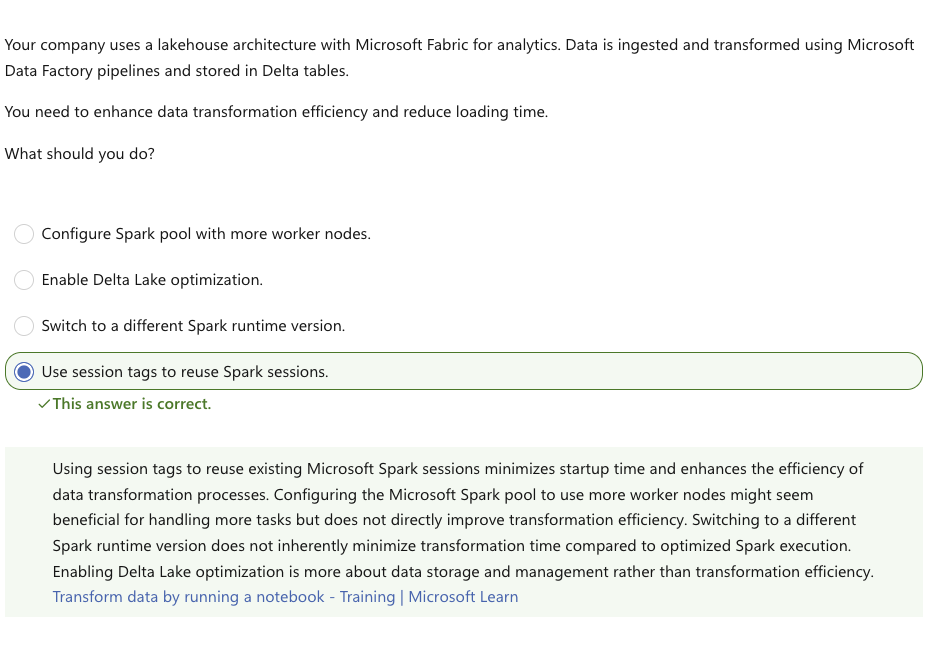 Your company uses a lakehouse architecture with Microsoft Fabric for analytics. Data is ingested and transformed using Microsoft
Data Factory pipelines and stored in Delta tables.
You need to enhance data transformation efficiency and reduce loading time.
What should you do?
Configure Spark pool with more worker nodes.
Enable Delta Lake optimization.
Switch to a different Spark runtime version.
Use session tags to reuse Spark sessions.
This answer is correct.
Using session tags to reuse existing Microsoft Spark sessions minimizes startup time and enhances the efficiency of
data transformation processes. Configuring the Microsoft Spark pool to use more worker nodes might seem
beneficial for handling more tasks but does not directly improve transformation efficiency. Switching to a different
Spark runtime version does not inherently minimize transformation time compared to optimized Spark execution.
Enabling Delta Lake optimization is more about data storage and management rather than transformation efficiency.
Transform data by running a notebook - Training | Microsoft Learn